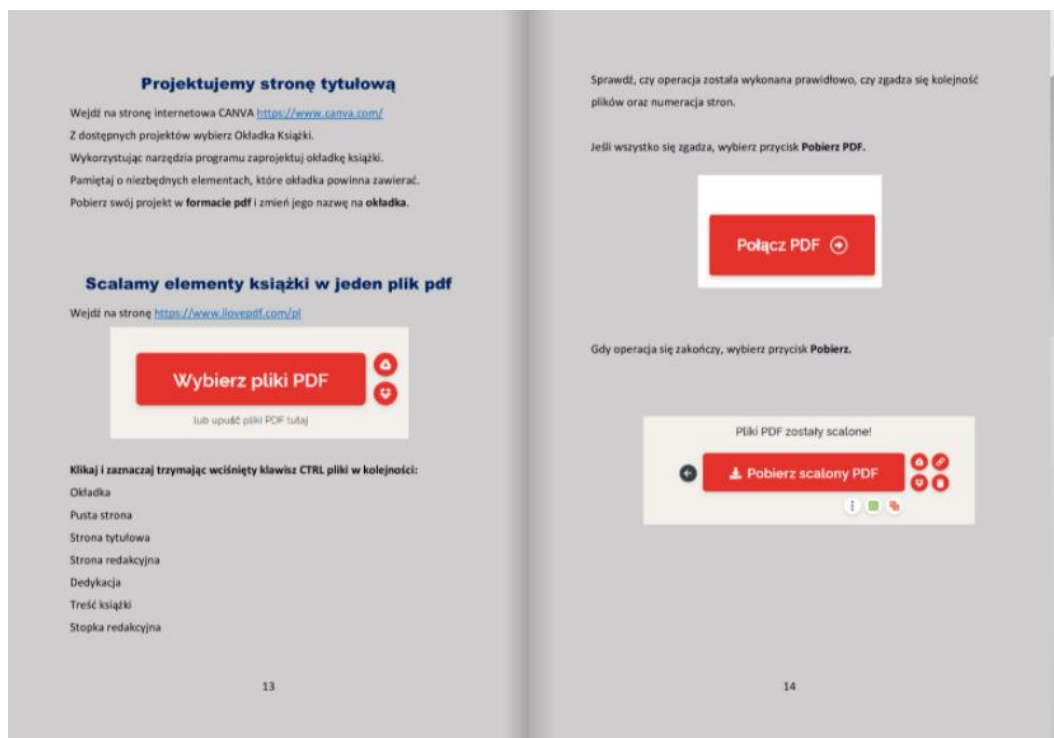 Projektujemy stronę tytułową
Wejdź na stronę internetowa CANVA https://www.canva.com/
Z dostępnych projektów wybierz Okładka Książki.
Wykorzystując narzędzia programu zaprojektuj okładkę książki.
Pamiętaj o niezbędnych elementach, które okładka powinna zawierać.
Pobierz swój projekt w formacie pdf i zmień jego nazwę na okładka.
Scalamy elementy książki w jeden plik pdf
Wejdź na stronę https://www.ilovepdf.com/pl
Wybierz pliki PDF
lub upuść pliki PDF tutaj
Klikaj i zaznaczaj trzymając wciśnięty klawisz CTRL pliki w kolejności:
Okładka
Pusta strona
Strona tytułowa
Strona redakcyjna
Dedykacja
Treść książki
Stopka redakcyjna
13
Sprawdź, czy operacja została wykonana prawidłowo, czy zgadza się kolejność
plików oraz numeracja stron.
Jeśli wszystko się zgadza, wybierz przycisk Pobierz PDF.
Połącz PDF
Gdy operacja się zakończy, wybierz przycisk Pobierz.
Pliki PDF zostały scalone!
Pobierz scalony PDF
14